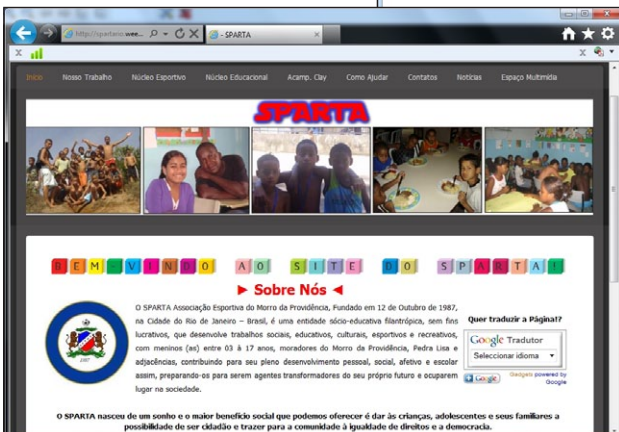 http://spartano.wee...
- SPARTA
Início Nosso Trabalho Núcleo Esportivo Núcleo Educacional Acamp. Clay Como Ajudar Contatos Notícias Espaço Multimídia
SPARTA
BEM-VINDO AO SITE DO SPARTA!
► Sobre Nós ◄
O SPARTA Associação Esportiva do Morro da Providência, Fundado em 12 de Outubro de 1987,
na Cidade do Rio de Janeiro – Brasil, é uma entidade sócio-educativa filantrópica, sem fins
lucrativos, que desenvolve trabalhos sociais, educativos, culturais, esportivos e recreativos,
com meninos (as) entre 03 à 17 anos, moradores do Morro da Providência, Pedra Lisa e
adjacências, contribuindo para seu pleno desenvolvimento pessoal, social, afetivo e escolar
assim, preparando-os para serem agentes transformadores do seu próprio futuro e ocuparem
lugar na sociedade.
Quer traduzir a Página!?
Google Tradutor
Selecionar idioma
Google
Gadgets powered by
Google
O SPARTA nasceu de um sonho e o maior benefício social que podemos oferecer é dar às crianças, adolescentes e seus familiares a
possibilidade de ser cidadão e trazer para a comunidade à igualdade de direitos e a democracia.